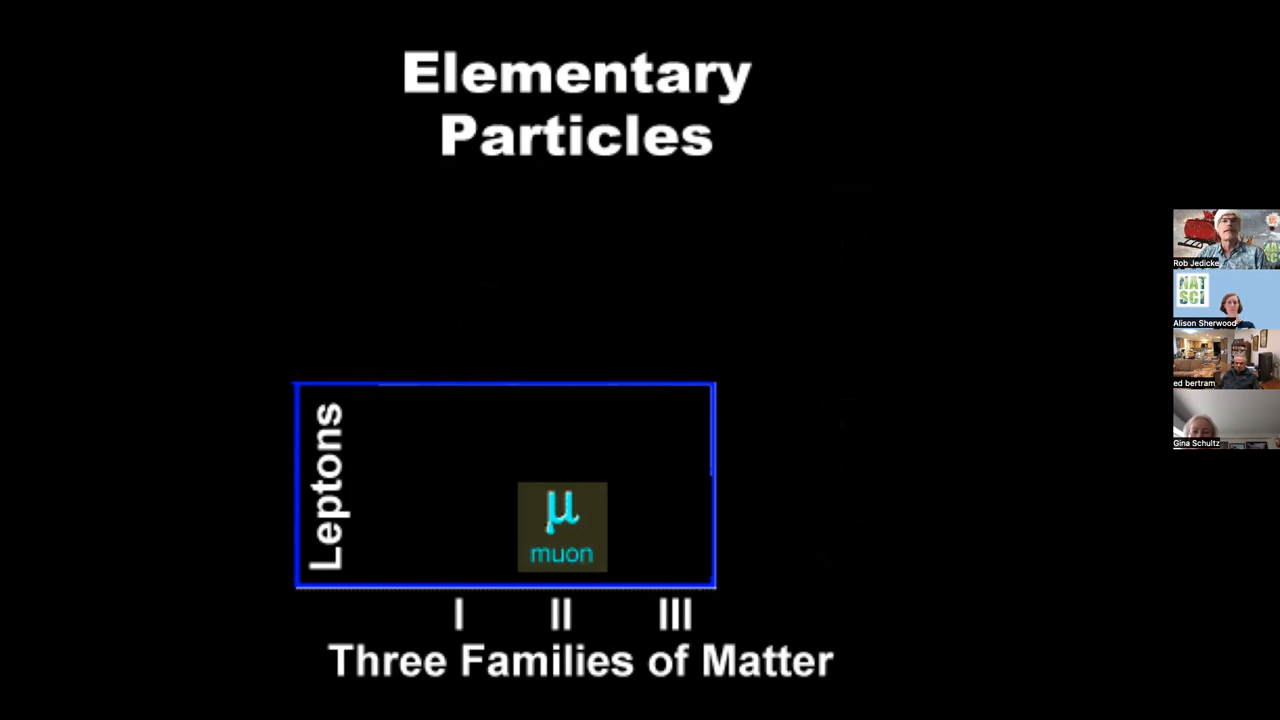 Elementary
Particles
Leptons
μ
muon
I
II
III
Three Families of Matter
Rob Jedicke
NAT
SCI
Alison Sherwood
ed bertram
Gina Schultz